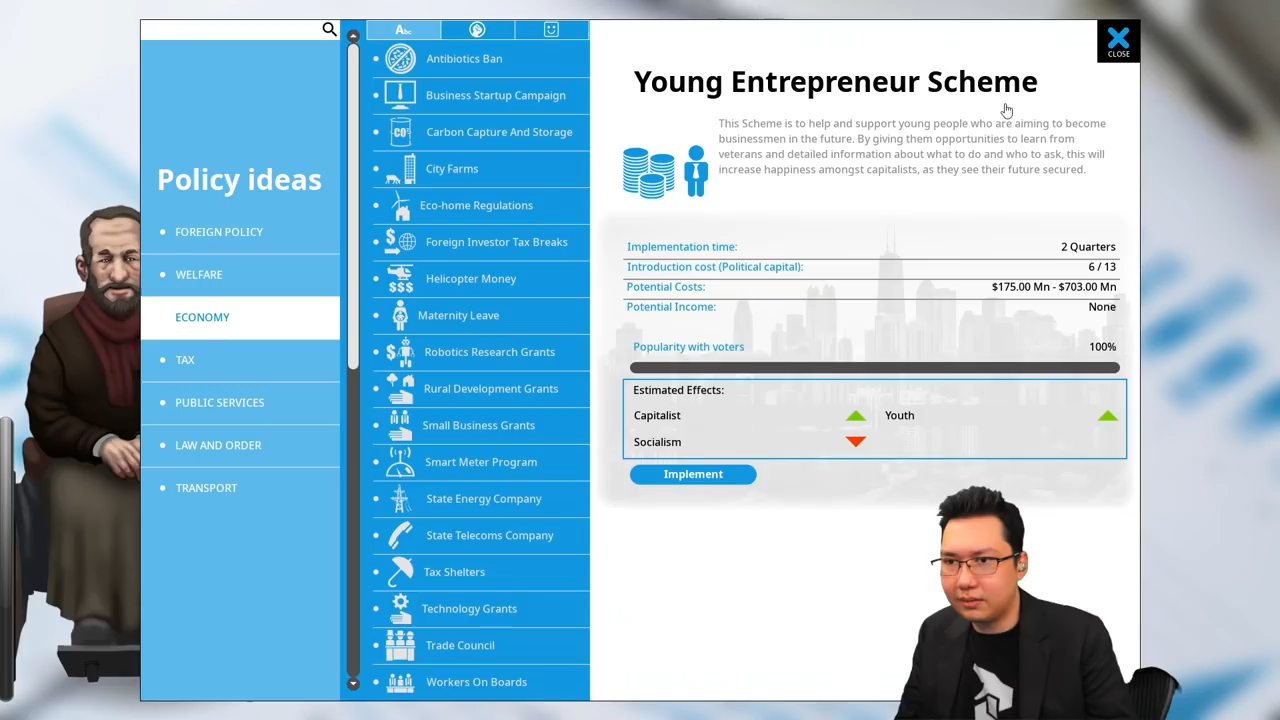 Policy ideas
FOREIGN POLICY
WELFARE
ECONOMY
TAX
PUBLIC SERVICES
LAW AND ORDER
TRANSPORT
Abc
Antibiotics Ban
Business Startup Campaign
CO²
Carbon Capture And Storage
City Farms
Eco-home Regulations
Foreign Investor Tax Breaks
Helicopter Money
Maternity Leave
Robotics Research Grants
Rural Development Grants
Small Business Grants
Smart Meter Program
State Energy Company
State Telecoms Company
Tax Shelters
Technology Grants
Trade Council
Workers On Boards
CLOSE
Young Entrepreneur Scheme
This Scheme is to help and support young people who are aiming to become
businessmen in the future. By giving them opportunities to learn from
veterans and detailed information about what to do and who to ask, this will
increase happiness amongst capitalists, as they see their future secured.
Implementation time: 2 Quarters
Introduction cost (Political capital): 6 / 13
Potential Costs: $175.00 Mn - $703.00 Mn
Potential Income: None
Popularity with voters 100%
Estimated Effects:
Capitalist Youth
Socialism
Implement